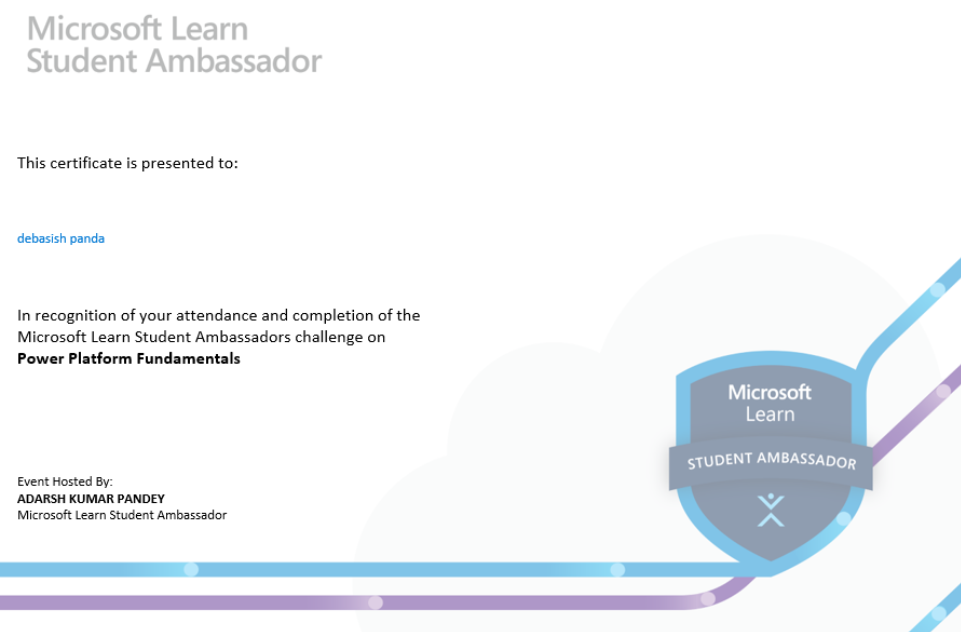 Microsoft Learn
Student Ambassador
This certificate is presented to:
debasish panda
In recognition of your attendance and completion of the
Microsoft Learn Student Ambassadors challenge on
Power Platform Fundamentals
Event Hosted By:
ADARSH KUMAR PANDEY
Microsoft Learn Student Ambassador
Microsoft
Learn
STUDENT AMBASSADOR